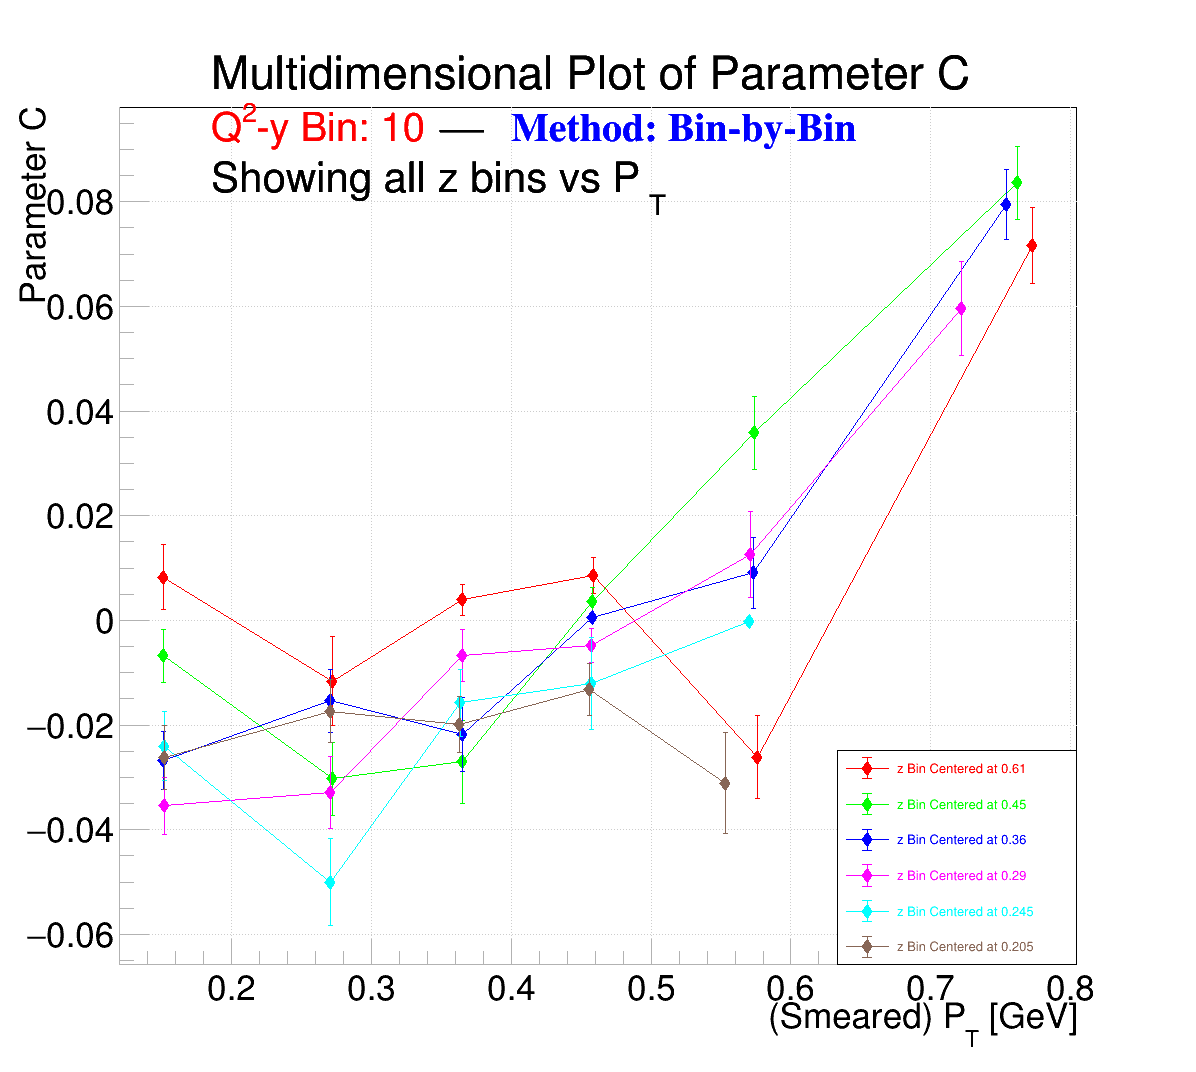 Multidimensional Plot of Parameter C
Q²-y Bin: 10 — Method: Bin-by-Bin
Showing all z bins vs P_T
Parameter C
0.08
0.06
0.04
0.02
0
−0.02
−0.04
−0.06
z Bin Centered at 0.61
z Bin Centered at 0.45
z Bin Centered at 0.36
z Bin Centered at 0.29
z Bin Centered at 0.245
z Bin Centered at 0.205
0.2 0.3 0.4 0.5 0.6 0.7 0.8
(Smeared) P_T [GeV]